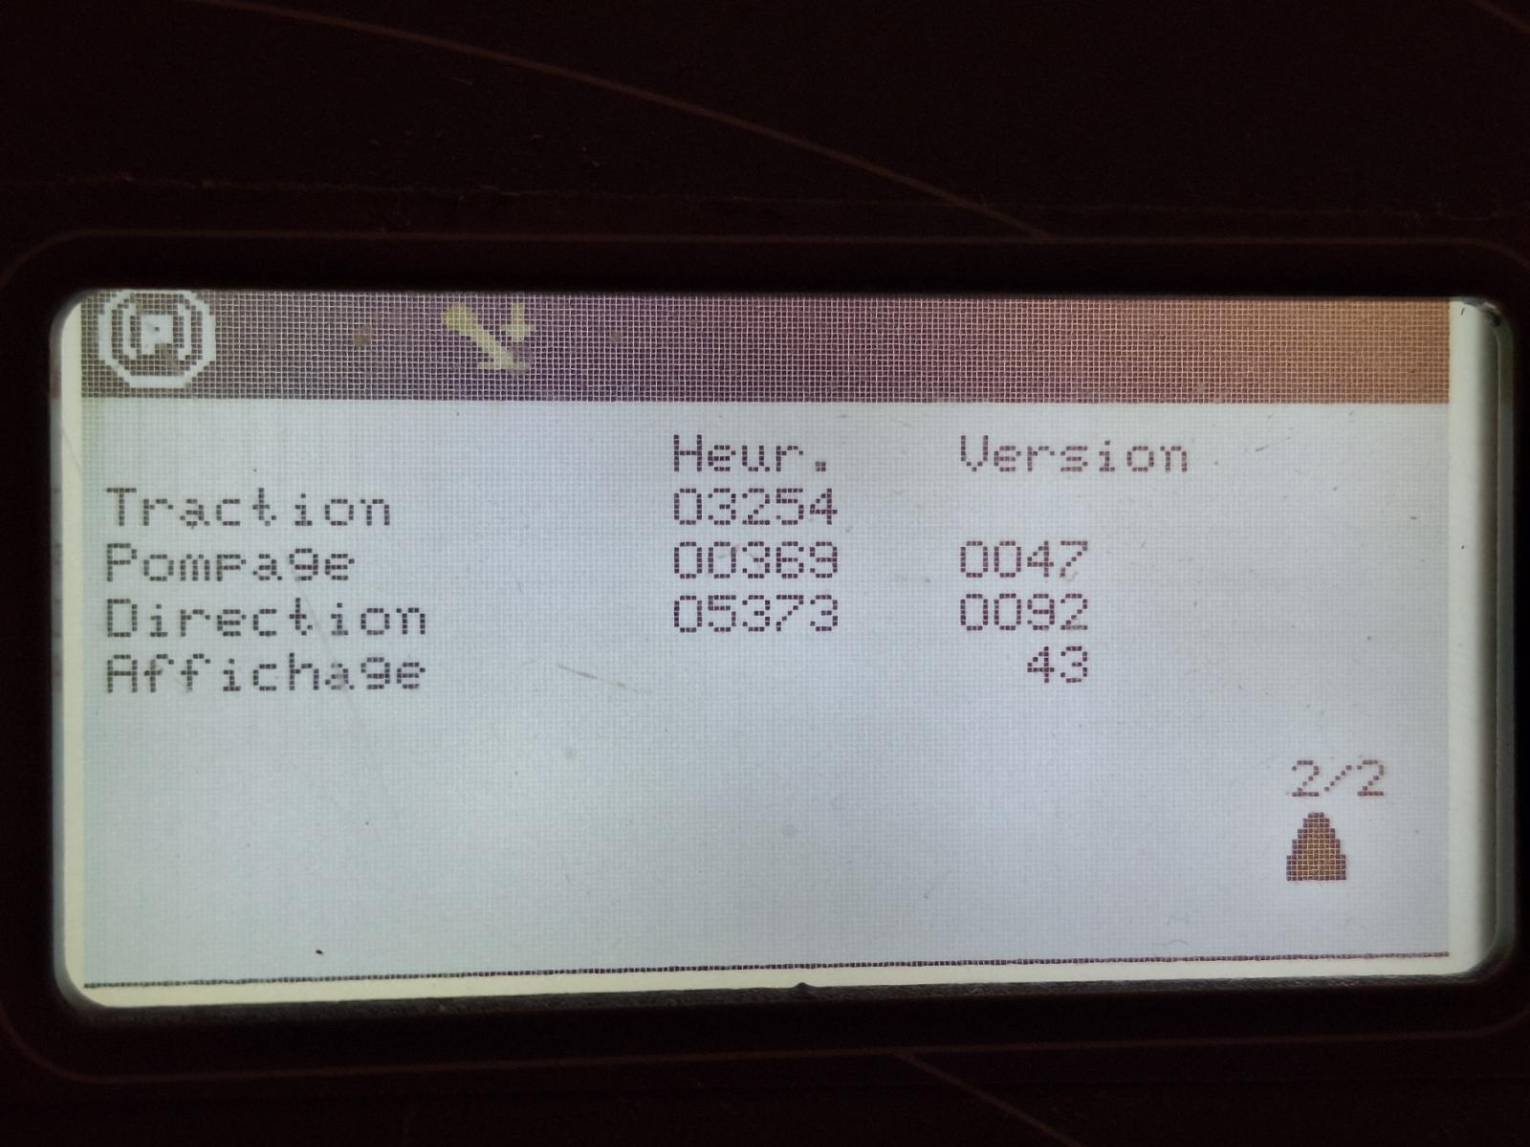 P
Heur. Version
Traction 03254
Pompage 00369 0047
Direction 05373 0092
Affichage 43
2/2